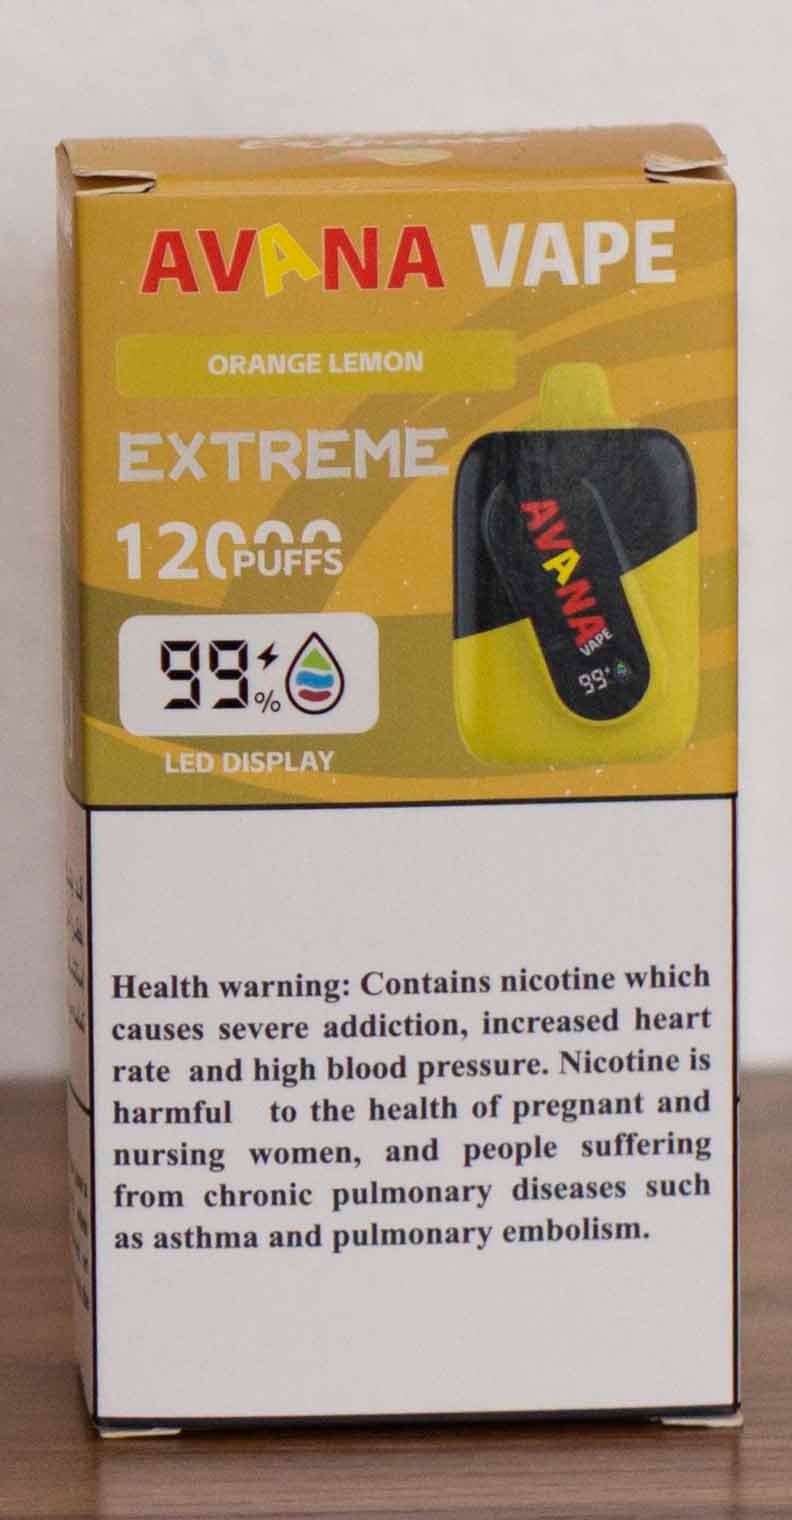 AVANA VAPE
ORANGE LEMON
EXTREME
12000
PUFFS
AVANA
VAPE
99
99%
LED DISPLAY
Health warning: Contains nicotine which
causes severe addiction, increased heart
rate and high blood pressure. Nicotine is
harmful to the health of pregnant and
nursing women, and people suffering
from chronic pulmonary diseases such
as asthma and pulmonary embolism.